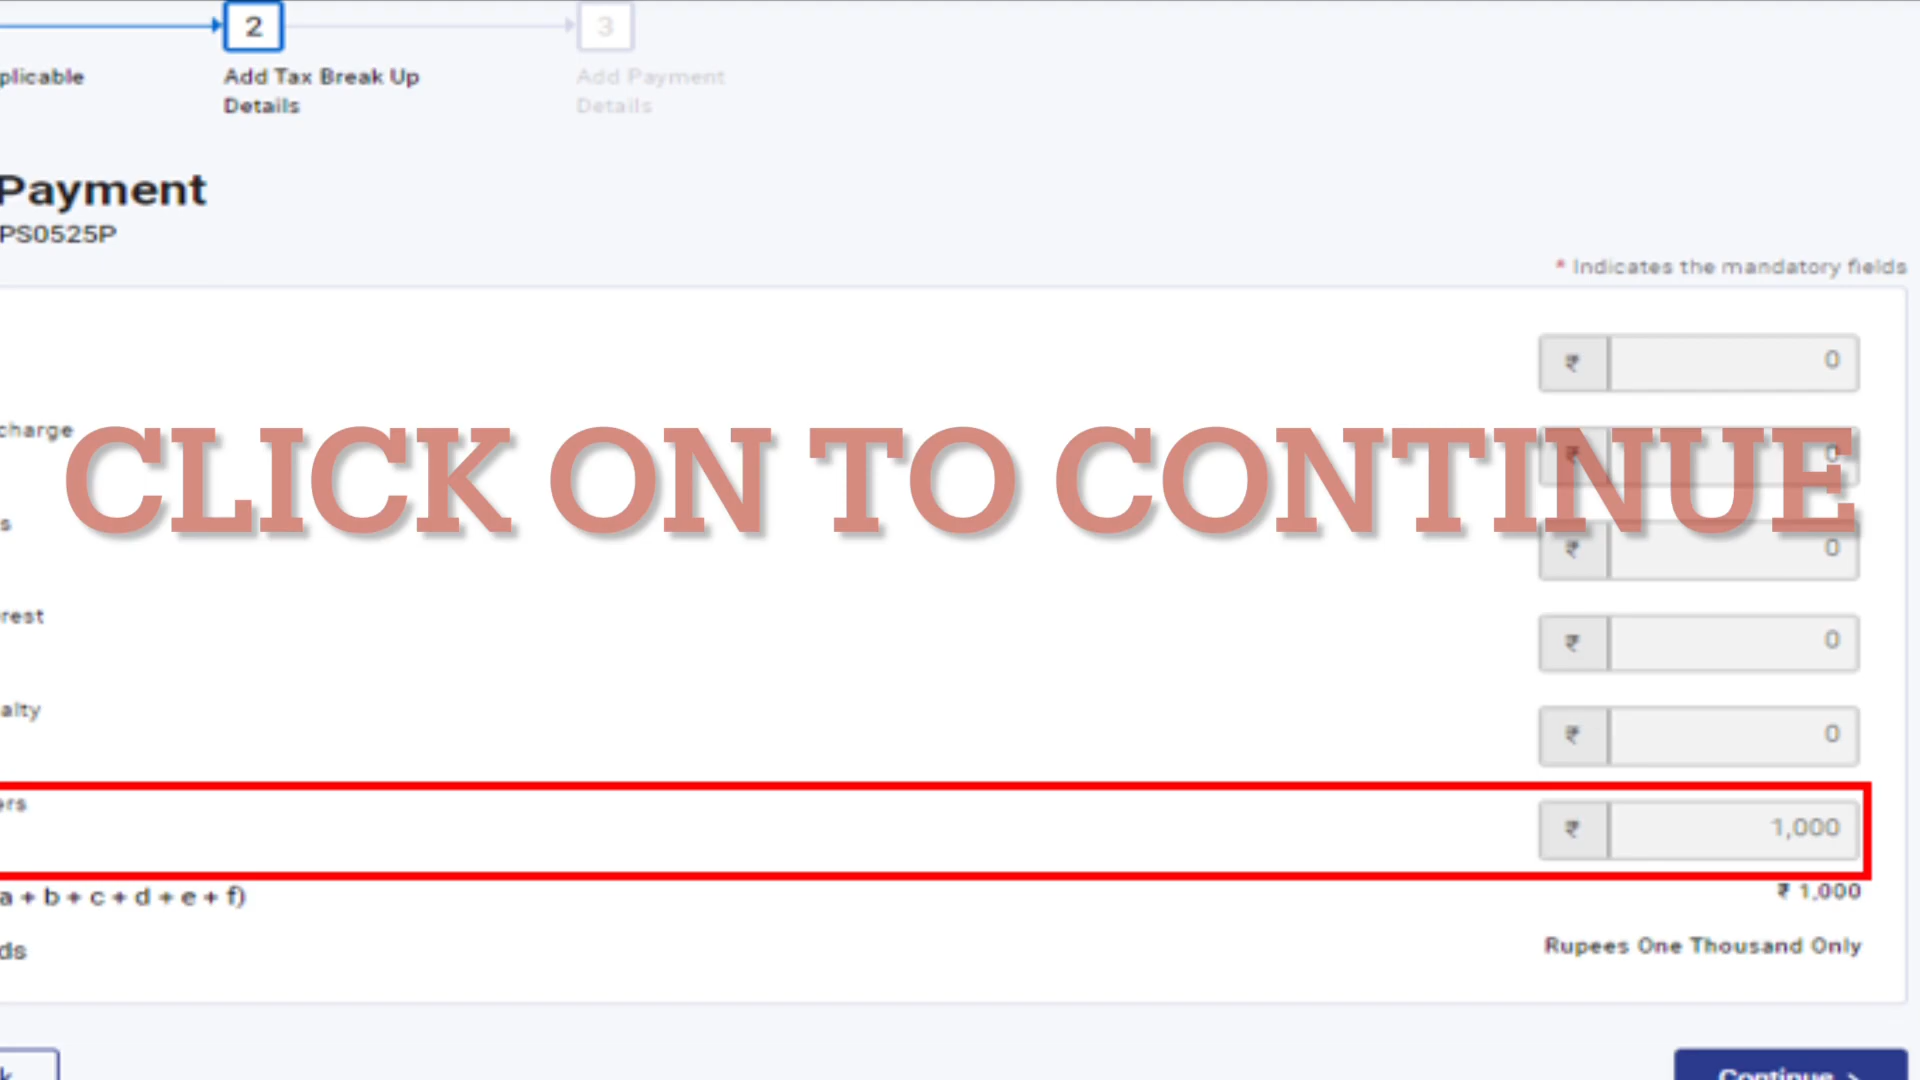 2
3
plicable
Add Tax Break Up
Details
Add Payment
Details
Payment
PS0525P
* Indicates the mandatory fields
₹ 0
charge
₹ 0
CLICK ON TO CONTINUE
s
₹ 0
rest
₹ 0
alty
₹ 0
ers
₹ 1,000
a + b + c + d + e + f)
₹ 1,000
ds
Rupees One Thousand Only
k
Continue >